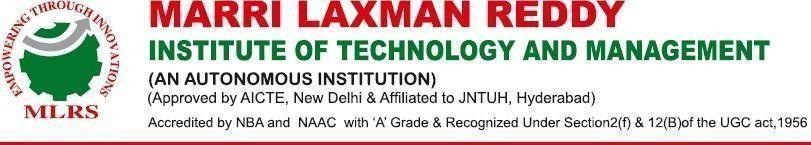 EMPOWERING THROUGH INNOVATIONS
MLRS
MARRI LAXMAN REDDY
INSTITUTE OF TECHNOLOGY AND MANAGEMENT
(AN AUTONOMOUS INSTITUTION)
(Approved by AICTE, New Delhi & Affiliated to JNTUH, Hyderabad)
Accredited by NBA and NAAC with ‘A’ Grade & Recognized Under Section2(f) & 12(B)of the UGC act,1956